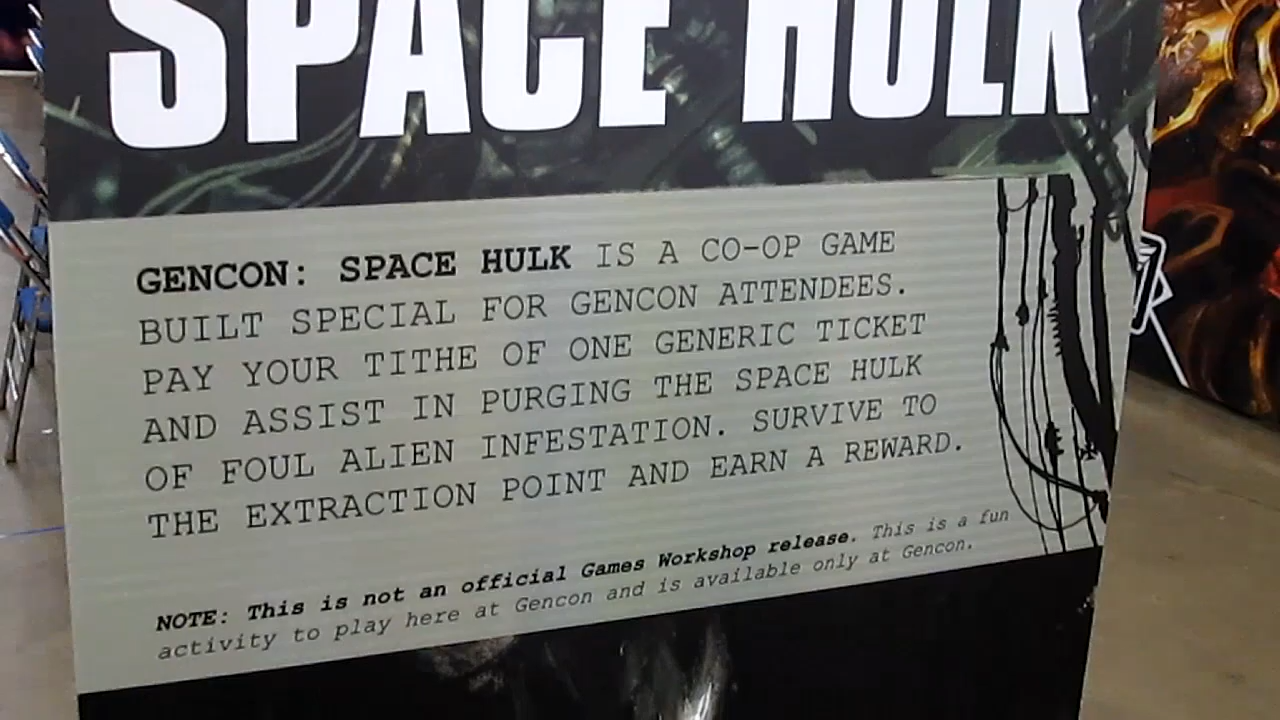 SPACE HULK
GENCON: SPACE HULK IS A CO-OP GAME
BUILT SPECIAL FOR GENCON ATTENDEES.
PAY YOUR TITHE OF ONE GENERIC TICKET
AND ASSIST IN PURGING THE SPACE HULK
OF FOUL ALIEN INFESTATION. SURVIVE TO
THE EXTRACTION POINT AND EARN A REWARD.
NOTE: This is not an official Games Workshop release. This is a fun
activity to play here at Gencon and is available only at Gencon.